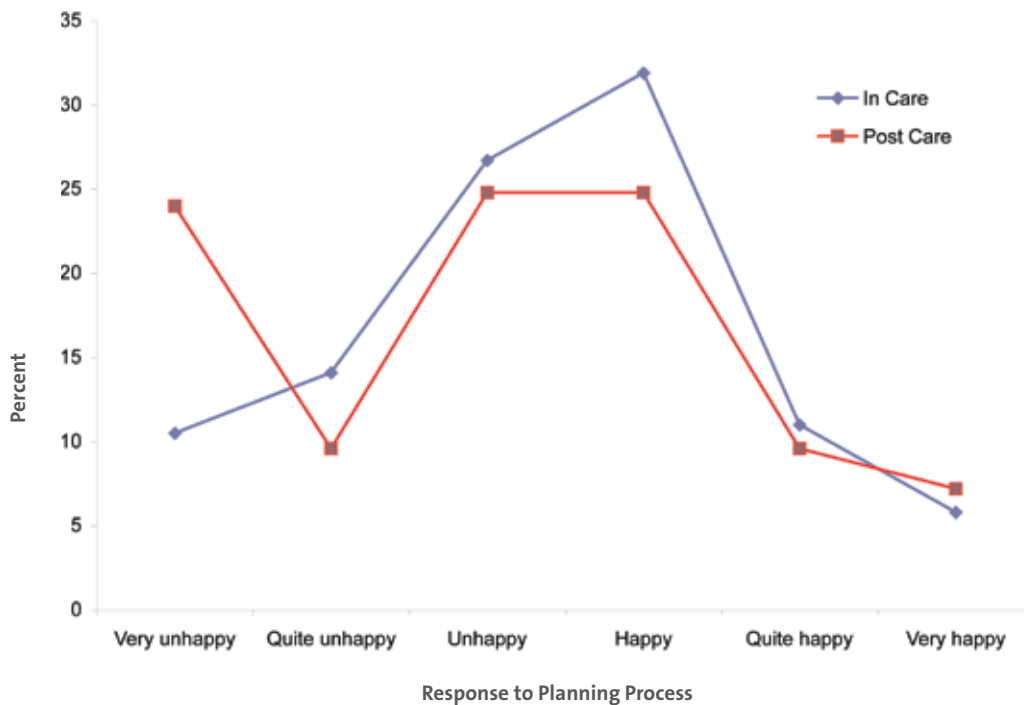 35
30
25
20
15
10
5
0
Percent
In Care
Post Care
Very unhappy Quite unhappy Unhappy Happy Quite happy Very happy
Response to Planning Process